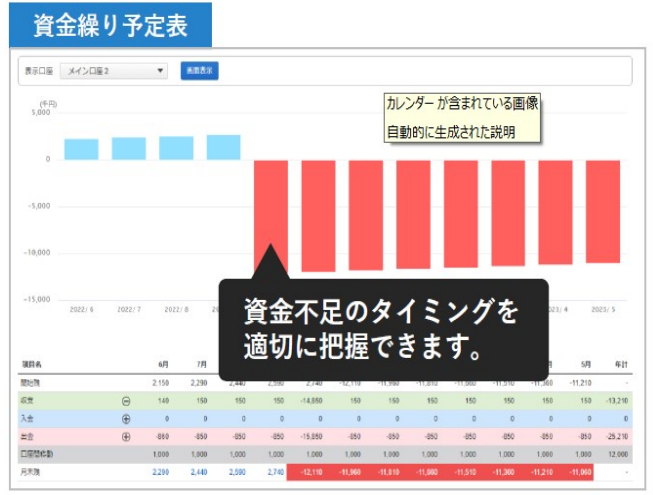 資金繰り予定表
表示口座 メイン口座2 ▼ 画面表示
(千円)
カレンダー が含まれている画像
自動的に生成された説明
5,000
0
-5,000
-10,000
-15,000
資金不足のタイミングを
適切に把握できます。
2022/ 6 2022/ 7 2022/ 8 2023/ 5
項目名 6月 7月 5月 年計
開始残 2,150 2,290 2,440 2,590 2,740 -12,110 -11,960 -11,810 -11,660 -11,510 -11,360 -11,210 -
収支 140 150 150 150 -14,850 150 150 150 150 150 150 150 -13,210
入金 0 0 0 0 0 0 0 0 0 0 0 0 0
出金 -860 -850 -850 -850 -15,850 -850 -850 -850 -850 -850 -850 -850 -25,210
口座間移動 1,000 1,000 1,000 1,000 1,000 1,000 1,000 1,000 1,000 1,000 1,000 1,000 12,000
月末残 2,290 2,440 2,590 2,740 -12,110 -11,960 -11,810 -11,660 -11,510 -11,360 -11,210 -11,060 -